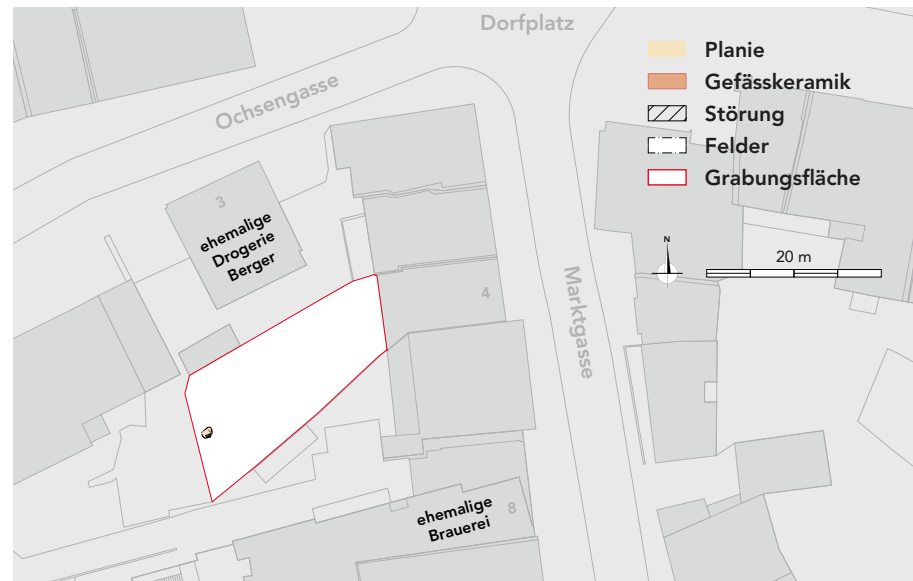 Dorfplatz
Ochsengasse
Planie
Gefässkeramik
Störung
Felder
Grabungsfläche
3
ehemalige
Drogerie
Berger
N
20 m
4
Marktgasse
ehemalige
Brauerei
8